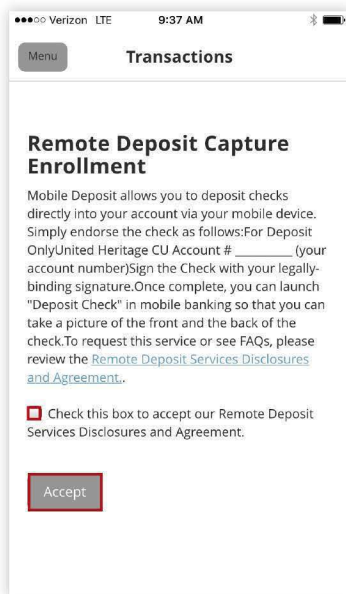 ●●●○○ Verizon LTE 9:37 AM
Menu
Transactions
Remote Deposit Capture
Enrollment
Mobile Deposit allows you to deposit checks
directly into your account via your mobile device.
Simply endorse the check as follows:For Deposit
OnlyUnited Heritage CU Account # __________ (your
account number)Sign the Check with your legally-
binding signature.Once complete, you can launch
"Deposit Check" in mobile banking so that you can
take a picture of the front and the back of the
check.To request this service or see FAQs, please
review the Remote Deposit Services Disclosures
and Agreement..
Check this box to accept our Remote Deposit
Services Disclosures and Agreement.
Accept